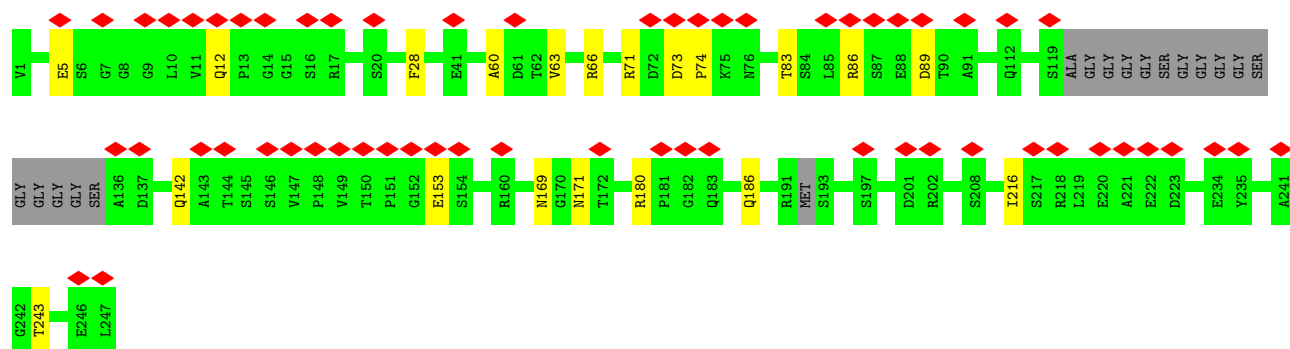 V1 E5 S6 G7 G8 G9 L10 V11 Q12 P13 G14 G15 S16 R17 S20 F28 E41 A60 D61 T62 V63 R66 R71 D72 D73 P74 K75 N76 T83 S84 L85 R86 S87 E88 D89 T90 A91 Q112 S119 ALA GLY GLY GLY GLY SER GLY GLY GLY GLY SER
GLY GLY GLY GLY SER A136 D137 Q142 A143 T144 S145 S146 V147 P148 V149 T150 P151 G152 E153 S154 R160 N169 G170 N171 T172 R180 P181 G182 Q183 Q186 R191 MET S193 S197 D201 R202 S208 I216 S217 R218 L219 E220 A221 E222 D223 E234 Y235 A241
G242 T243 E246 L247